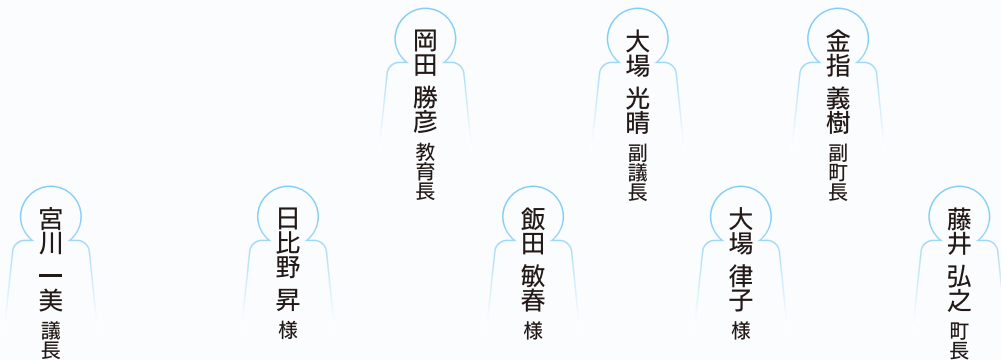 岡田 勝彦 教育長
大場 光晴 副議長
金指 義樹 副町長
宮川 一美 議長
日比野 昇 様
飯田 敏春 様
大場 律子 様
藤井 弘之 町長